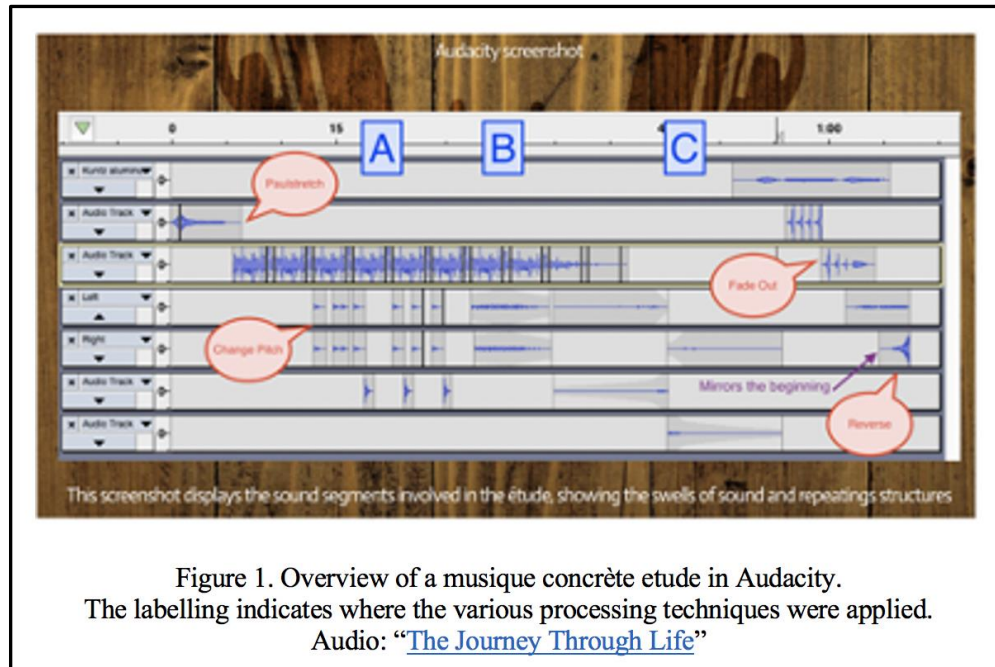 Audacity screenshot
0 15 4 1:00
A B C
x Kuntz alumin
Paulstretch
x Audio Track
x Audio Track
Fade Out
x Left
x Right
Change Pitch
Mirrors the beginning
x Audio Track
Reverse
x Audio Track
This screenshot displays the sound segments involved in the étude, showing the swells of sound and repeatings structures
Figure 1. Overview of a musique concrète etude in Audacity.
The labelling indicates where the various processing techniques were applied.
Audio: “The Journey Through Life”